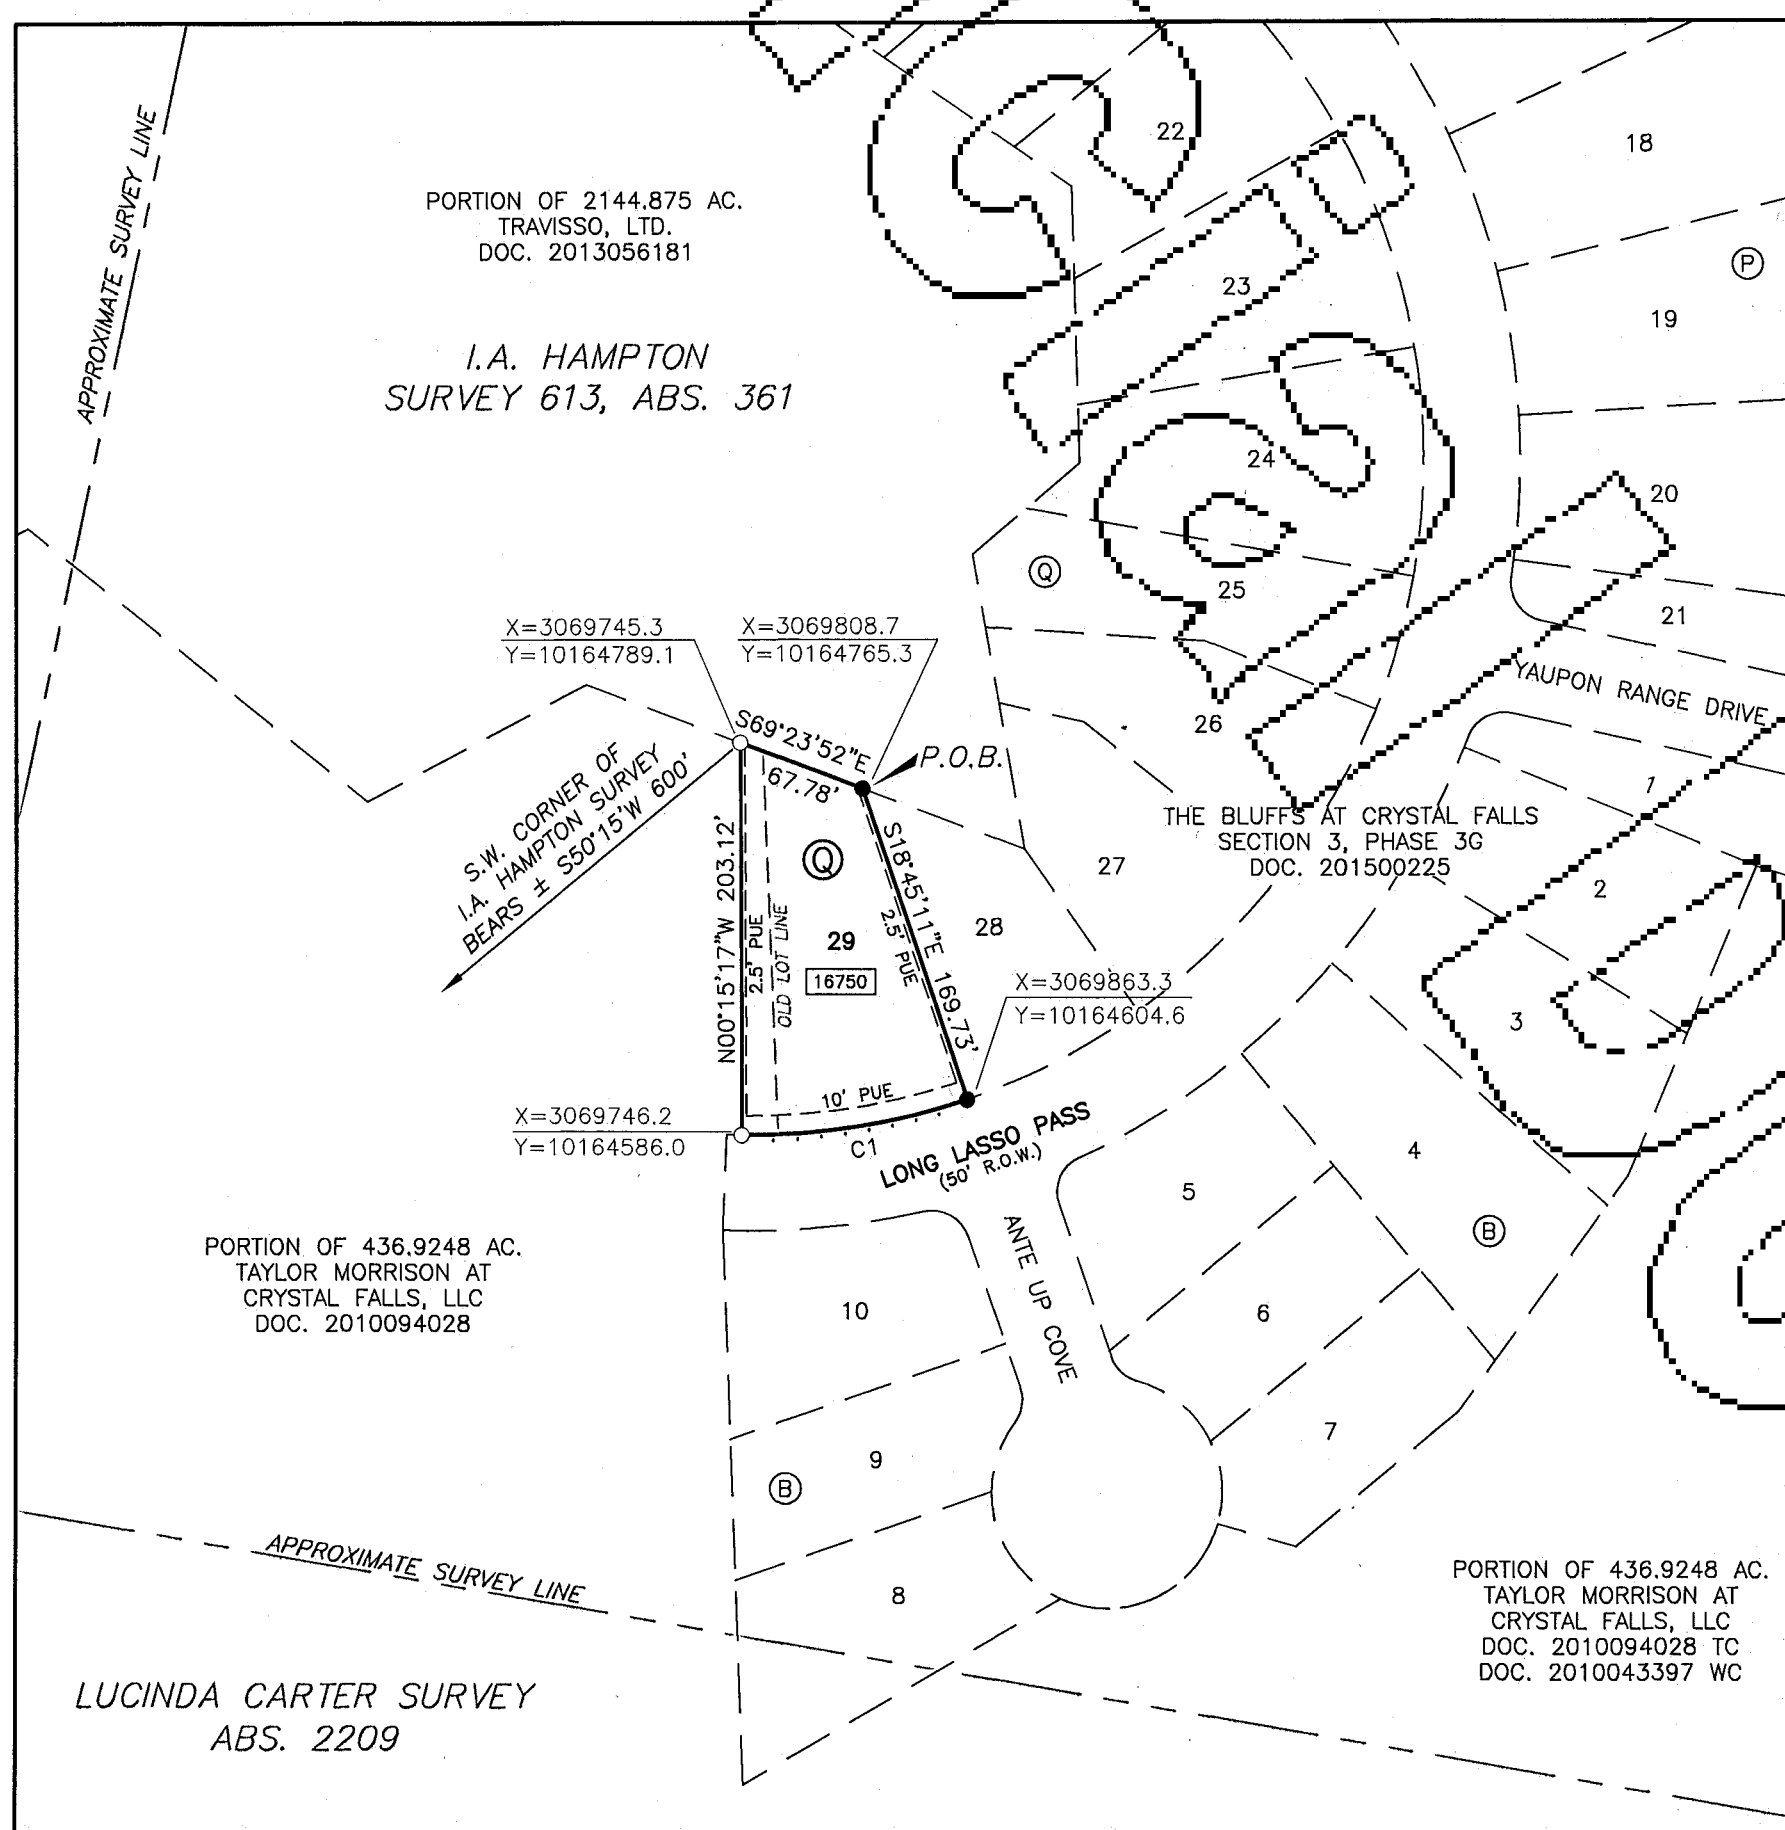 APPROXIMATE SURVEY LINE
PORTION OF 2144.875 AC.
TRAVISSO, LTD.
DOC. 2013056181
I.A. HAMPTON
SURVEY 613, ABS. 361
22
18
P
23
19
24
20
Q
25
21
YAUPON RANGE DRIVE
26
1
X=3069745.3
Y=10164789.1
X=3069808.7
Y=10164765.3
S69°23'52"E
67.78'
P.O.B.
S.W. CORNER OF
I.A. HAMPTON SURVEY
BEARS ± S50°15'W 600'
THE BLUFFS AT CRYSTAL FALLS
SECTION 3, PHASE 3G
DOC. 201500225
27
2
N00°15'17"W 203.12'
2.5' PUE
OLD LOT LINE
Q
29
16750
S18°45'11"E 169.73'
2.5' PUE
28
X=3069863.3
Y=10164604.6
3
10' PUE
X=3069746.2
Y=10164586.0
C1
LONG LASSO PASS
(50' R.O.W.)
4
5
B
ANTE UP COVE
PORTION OF 436.9248 AC.
TAYLOR MORRISON AT
CRYSTAL FALLS, LLC
DOC. 2010094028
10
6
7
9
B
APPROXIMATE SURVEY LINE
8
PORTION OF 436.9248 AC.
TAYLOR MORRISON AT
CRYSTAL FALLS, LLC
DOC. 2010094028 TC
DOC. 2010043397 WC
LUCINDA CARTER SURVEY
ABS. 2209